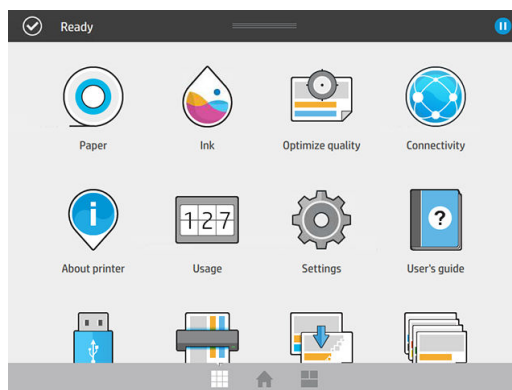 Ready
Paper
Ink
Optimize quality
Connectivity
i
127
?
About printer
Usage
Settings
User's guide